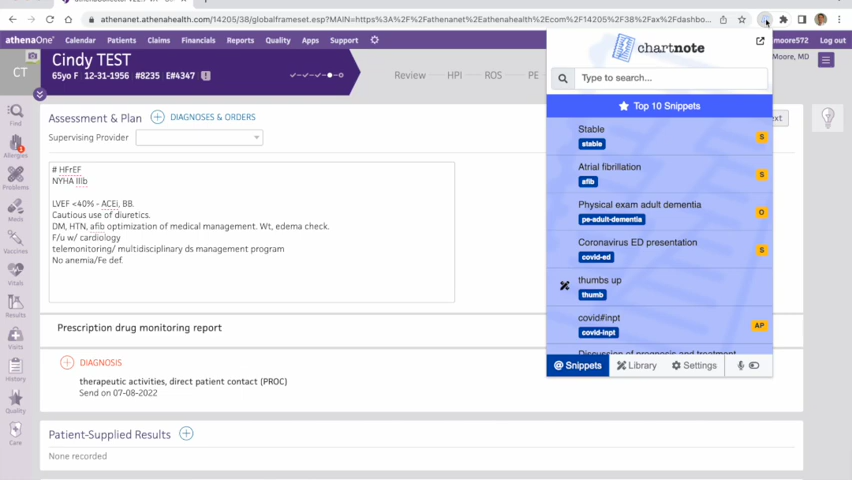 athenanet.athenahealth.com/14205/38/globalframeset.esp?MAIN=https%3A%2F%2Fathenanet%2Eathenahealth%2Ecom%2F14205%2F38%2Fax%2Fdashbo...
athenaOne
Calendar Patients Claims Financials Reports Quality Apps Support
moore572 Log out
CT
Cindy TEST
65yo F 12-31-1956 #8235 E#4347
Review HPI ROS PE
Moore, MD
Find
Allergies
1
Problems
Meds
Vaccines
Vitals
Results
Visits
History
Quality
Care
Assessment & Plan DIAGNOSES & ORDERS
Supervising Provider
# HFrEF
NYHA IIIb
LVEF <40% - ACEi, BB.
Cautious use of diuretics.
DM, HTN, afib optimization of medical management. Wt, edema check.
F/u w/ cardiology
telemonitoring/ multidisciplinary ds management program
No anemia/Fe def.
Prescription drug monitoring report
DIAGNOSIS
therapeutic activities, direct patient contact (PROC)
Send on 07-08-2022
Patient-Supplied Results
None recorded
chartnote
Type to search...
Top 10 Snippets
Stable
stable
S
Atrial fibrillation
afib
S
Physical exam adult dementia
pe-adult-dementia
O
Coronavirus ED presentation
covid-ed
S
thumbs up
thumb
covid#inpt
covid-inpt
AP
Discussion of prognosis and treatment
@ Snippets Library Settings